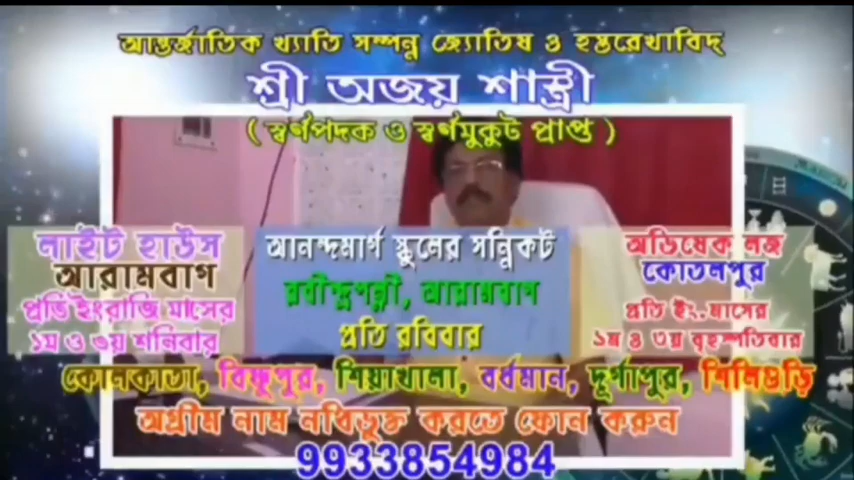 আন্তর্জাতিক খ্যাতি সম্পন্ন জ্যোতিষ ও হস্তরেখাবিদ্
শ্রী অজয় শাস্ত্রী
( স্বর্ণপদক ও স্বর্ণমুকুট প্রাপ্ত )
লাইট হাউস
আরামবাগ
প্রতি ইংরাজি মাসের
১ম ও ৩য় শনিবার
আনন্দমার্গ স্কুলের সন্নিকট
রবীন্দ্রপল্লী, আরামবাগ
প্রতি রবিবার
অভিষেক লজ
কোতলপুর
প্রতি ইং.মাসের
১ম ও ৩য় বৃহস্পতিবার
কোলকাতা, বিষ্ণুপুর, শিয়াখালা, বর্ধমান, দুর্গাপুর, শিলিগুড়ি
অগ্রীম নাম নথিভুক্ত করতে ফোন করুন
9933854984